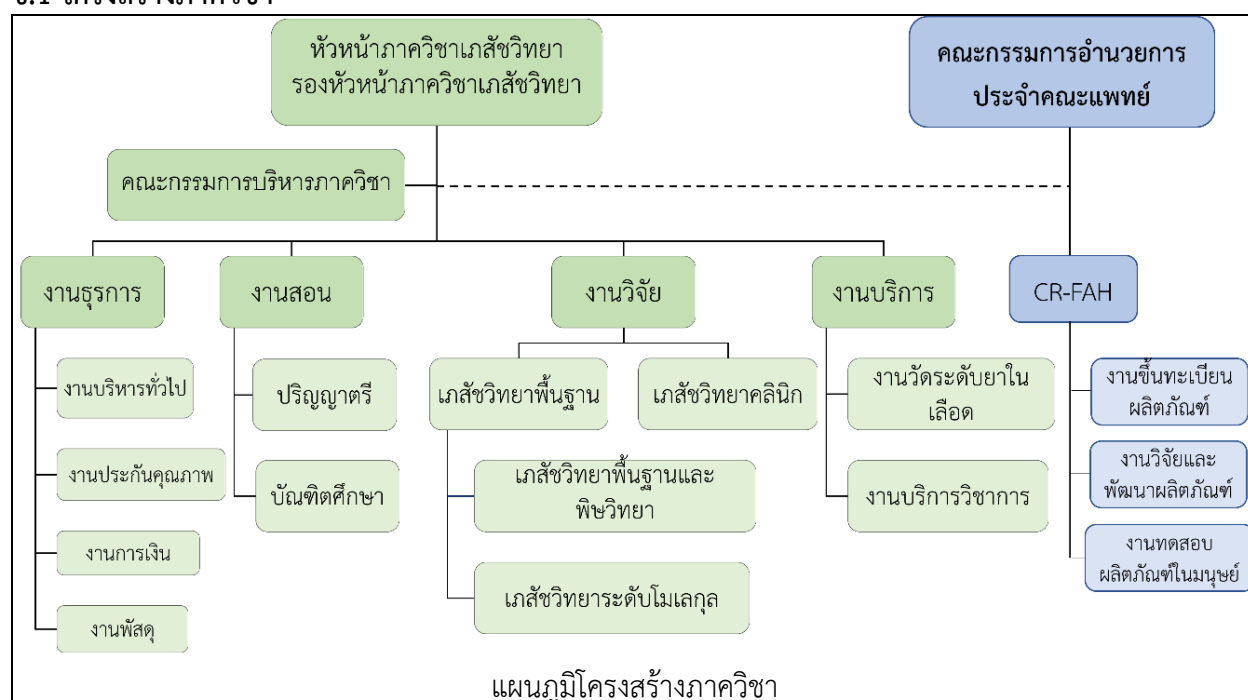 หัวหน้าภาควิชาเภสัชวิทยา
รองหัวหน้าภาควิชาเภสัชวิทยา
คณะกรรมการอำนวยการ
ประจำคณะแพทย์
คณะกรรมการบริหารภาควิชา
งานธุรการ
งานสอน
งานวิจัย
งานบริการ
CR-FAH
งานบริหารทั่วไป
งานประกันคุณภาพ
งานการเงิน
งานพัสดุ
ปริญญาตรี
บัณฑิตศึกษา
เภสัชวิทยาพื้นฐาน
เภสัชวิทยาคลินิก
เภสัชวิทยาพื้นฐานและ
พิษวิทยา
เภสัชวิทยาระดับโมเลกุล
งานวัดระดับยาใน
เลือด
งานบริการวิชาการ
งานขึ้นทะเบียน
ผลิตภัณฑ์
งานวิจัยและ
พัฒนาผลิตภัณฑ์
งานทดสอบ
ผลิตภัณฑ์ในมนุษย์
แผนภูมิโครงสร้างภาควิชา